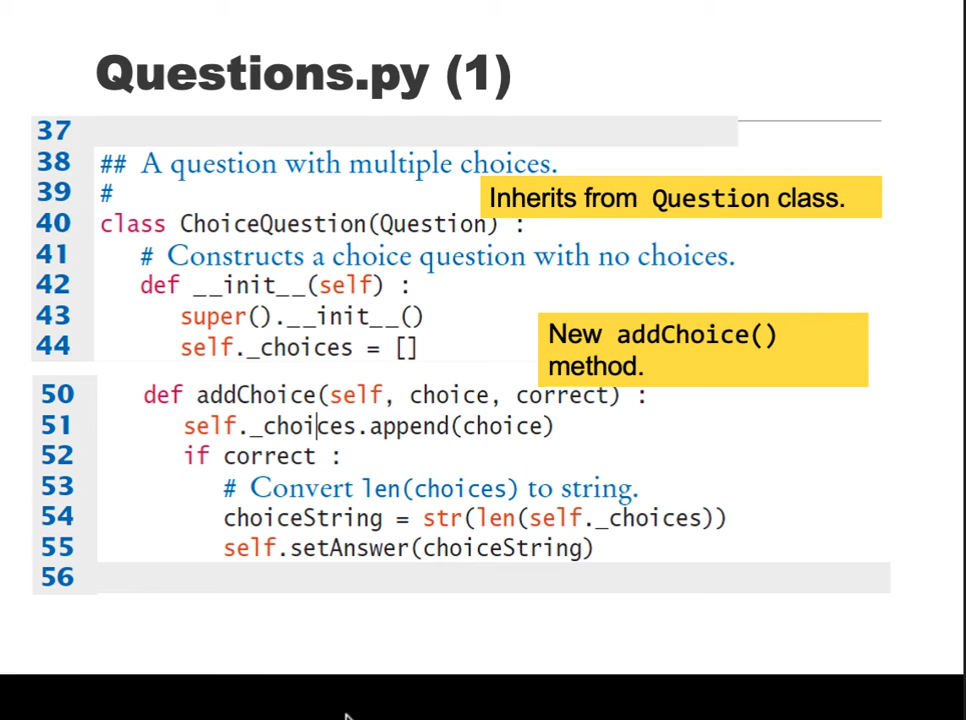 Questions.py (1)
37
38 ## A question with multiple choices.
39 #
Inherits from Question class.
40 class ChoiceQuestion(Question) :
41 # Constructs a choice question with no choices.
42 def __init__(self) :
43 super().__init__()
44 self._choices = []
New addChoice()
method.
50 def addChoice(self, choice, correct) :
51 self._choices.append(choice)
52 if correct :
53 # Convert len(choices) to string.
54 choiceString = str(len(self._choices))
55 self.setAnswer(choiceString)
56